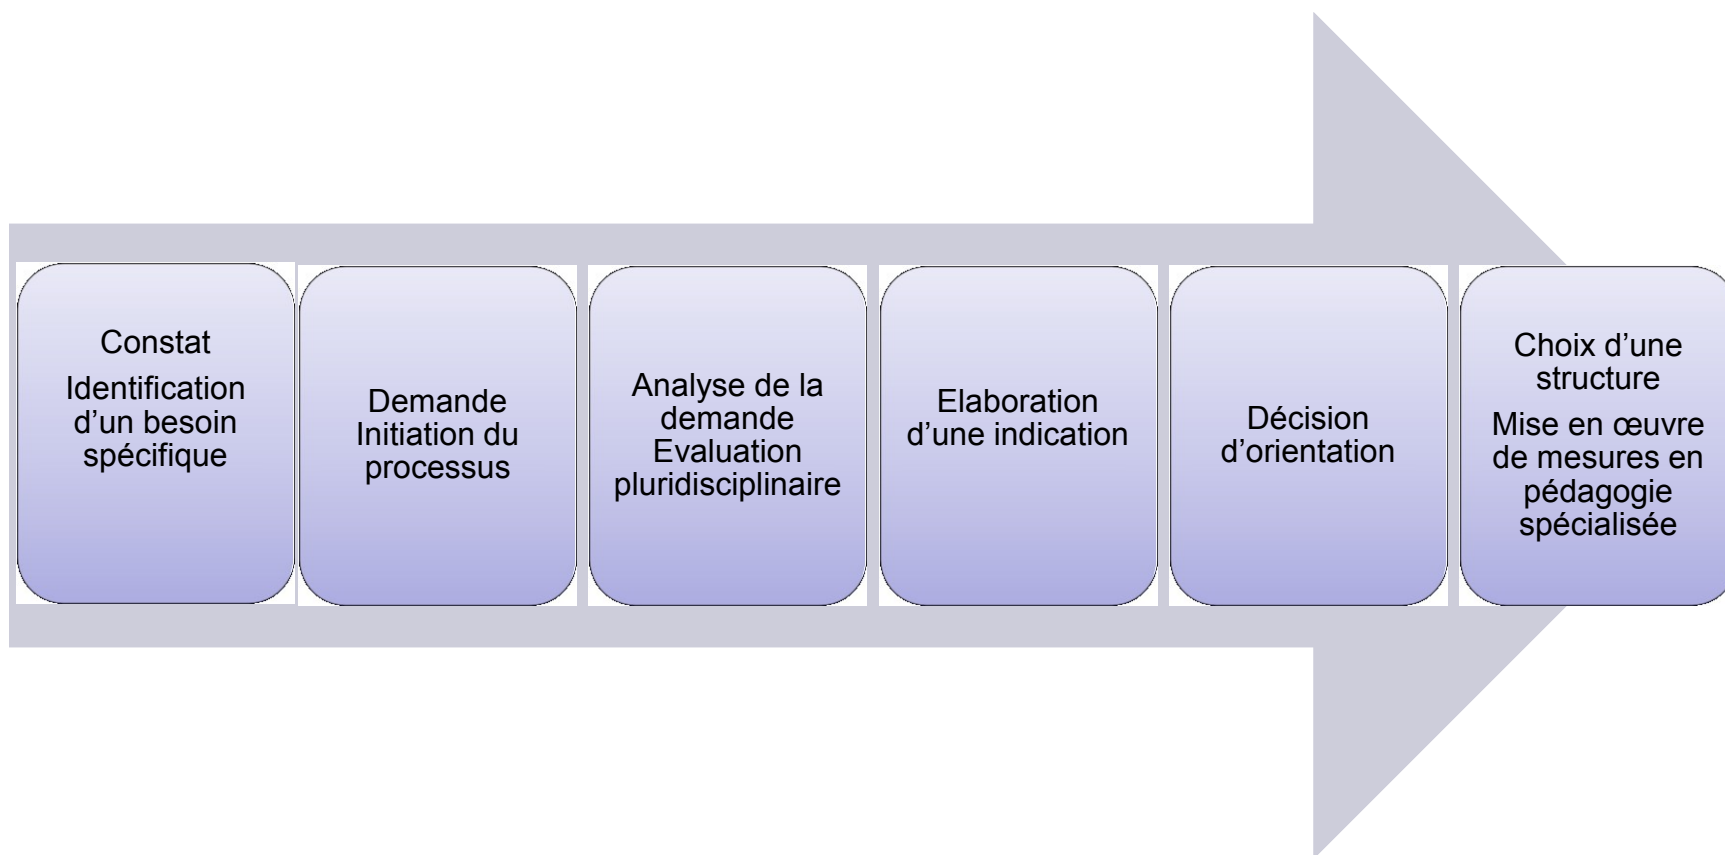 Constat
Identification
d’un besoin
spécifique
Demande
Initiation du
processus
Analyse de la
demande
Evaluation
pluridisciplinaire
Elaboration
d’une indication
Décision
d’orientation
Choix d’une
structure
Mise en œuvre
de mesures en
pédagogie
spécialisée